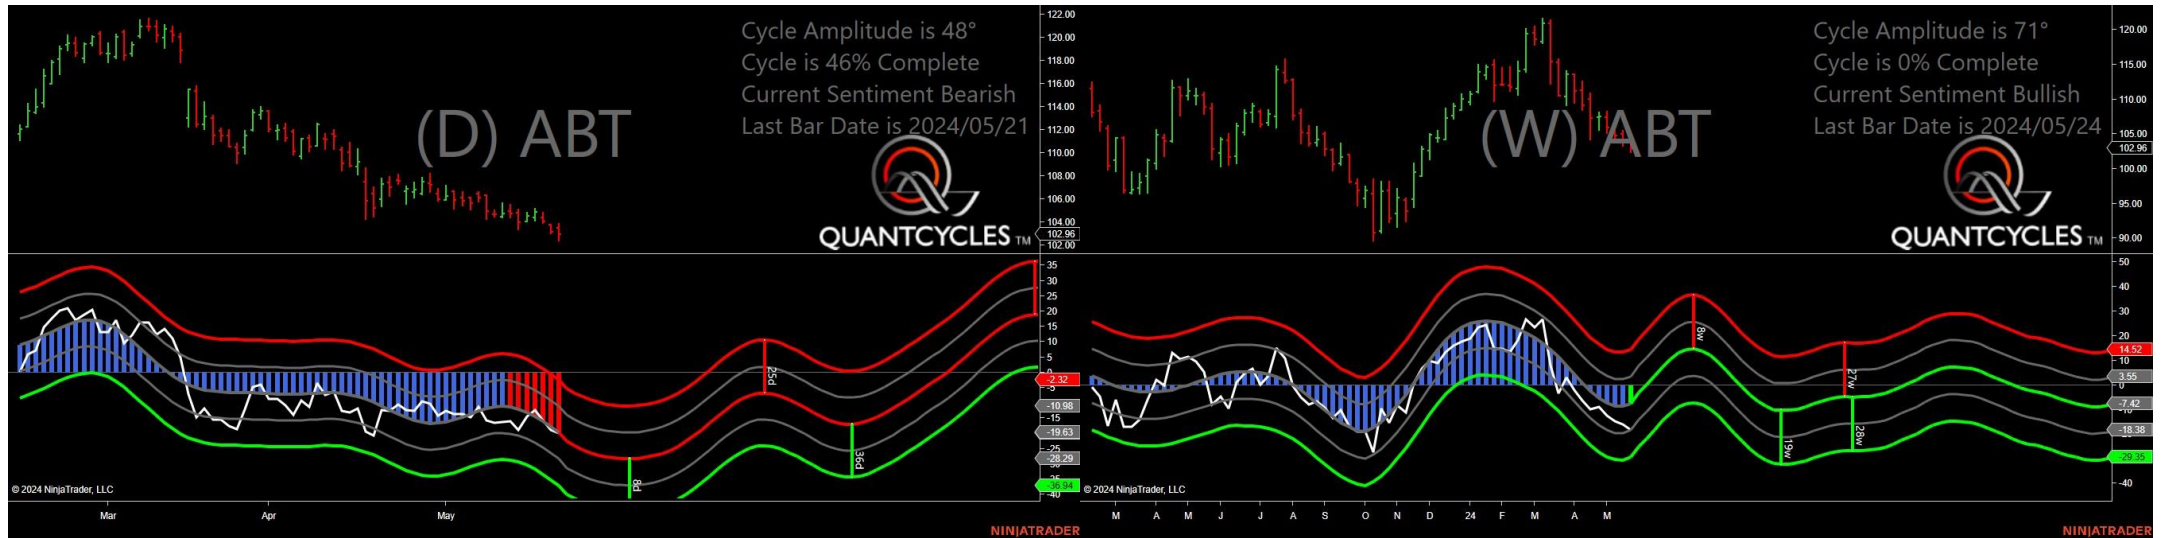 Cycle Amplitude is 48°
Cycle is 46% Complete
Current Sentiment Bearish
Last Bar Date is 2024/05/21
(D) ABT
QUANTCYCLES TM
122.00
120.00
118.00
116.00
114.00
112.00
110.00
108.00
106.00
104.00
102.96
102.00
35
30
25
20
15
10
5
0
-2.32
-5
-10.98
-15
-19.63
-25
-28.29
-36.94
-40
25d
36d
8d
© 2024 NinjaTrader, LLC
Mar Apr May
NINJATRADER
Cycle Amplitude is 71°
Cycle is 0% Complete
Current Sentiment Bullish
Last Bar Date is 2024/05/24
(W) ABT
QUANTCYCLES TM
120.00
115.00
110.00
105.00
102.96
100.00
95.00
90.00
50
40
30
20
14.52
10
3.55
0
-7.42
-18.38
-29.35
-40
8w
27w
19w
28w
© 2024 NinjaTrader, LLC
M A M J J A S O N D 24 F M A M
NINJATRADER